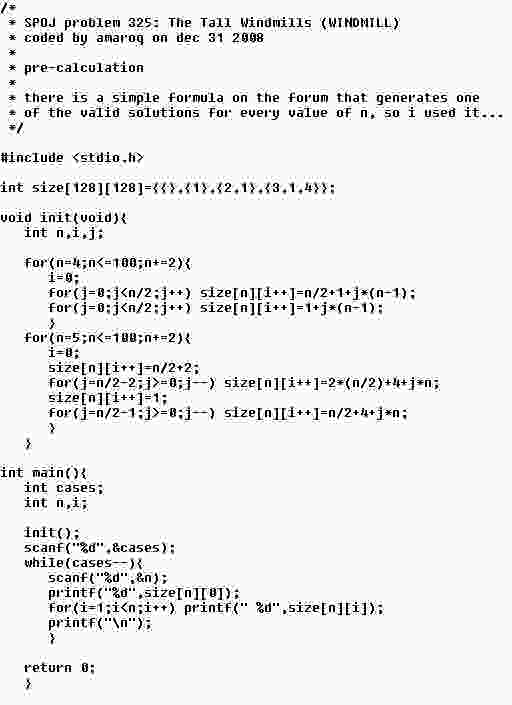 /*
 * SPOJ problem 325: The Tall Windmills (WINDMILL)
 * coded by amaroq on dec 31 2008
 *
 * pre-calculation
 *
 * there is a simple formula on the forum that generates one
 * of the valid solutions for every value of n, so i used it...
 */
#include <stdio.h>
int size[128][128]={{},{1},{2,1},{3,1,4}};
void init(void){
   int n,i,j;
   for(n=4;n<=100;n+=2){
      i=0;
      for(j=0;j<n/2;j++) size[n][i++]=n/2+1+j*(n-1);
      for(j=0;j<n/2;j++) size[n][i++]=1+j*(n-1);
      }
   for(n=5;n<=100;n+=2){
      i=0;
      size[n][i++]=n/2+2;
      for(j=n/2-2;j>=0;j--) size[n][i++]=2*(n/2)+4+j*n;
      size[n][i++]=1;
      for(j=n/2-1;j>=0;j--) size[n][i++]=n/2+4+j*n;
      }
   }
int main(){
   int cases;
   int n,i;
   init();
   scanf("%d",&cases);
   while(cases--){
      scanf("%d",&n);
      printf("%d",size[n][0]);
      for(i=1;i<n;i++) printf(" %d",size[n][i]);
      printf("\n");
      }
   return 0;
   }